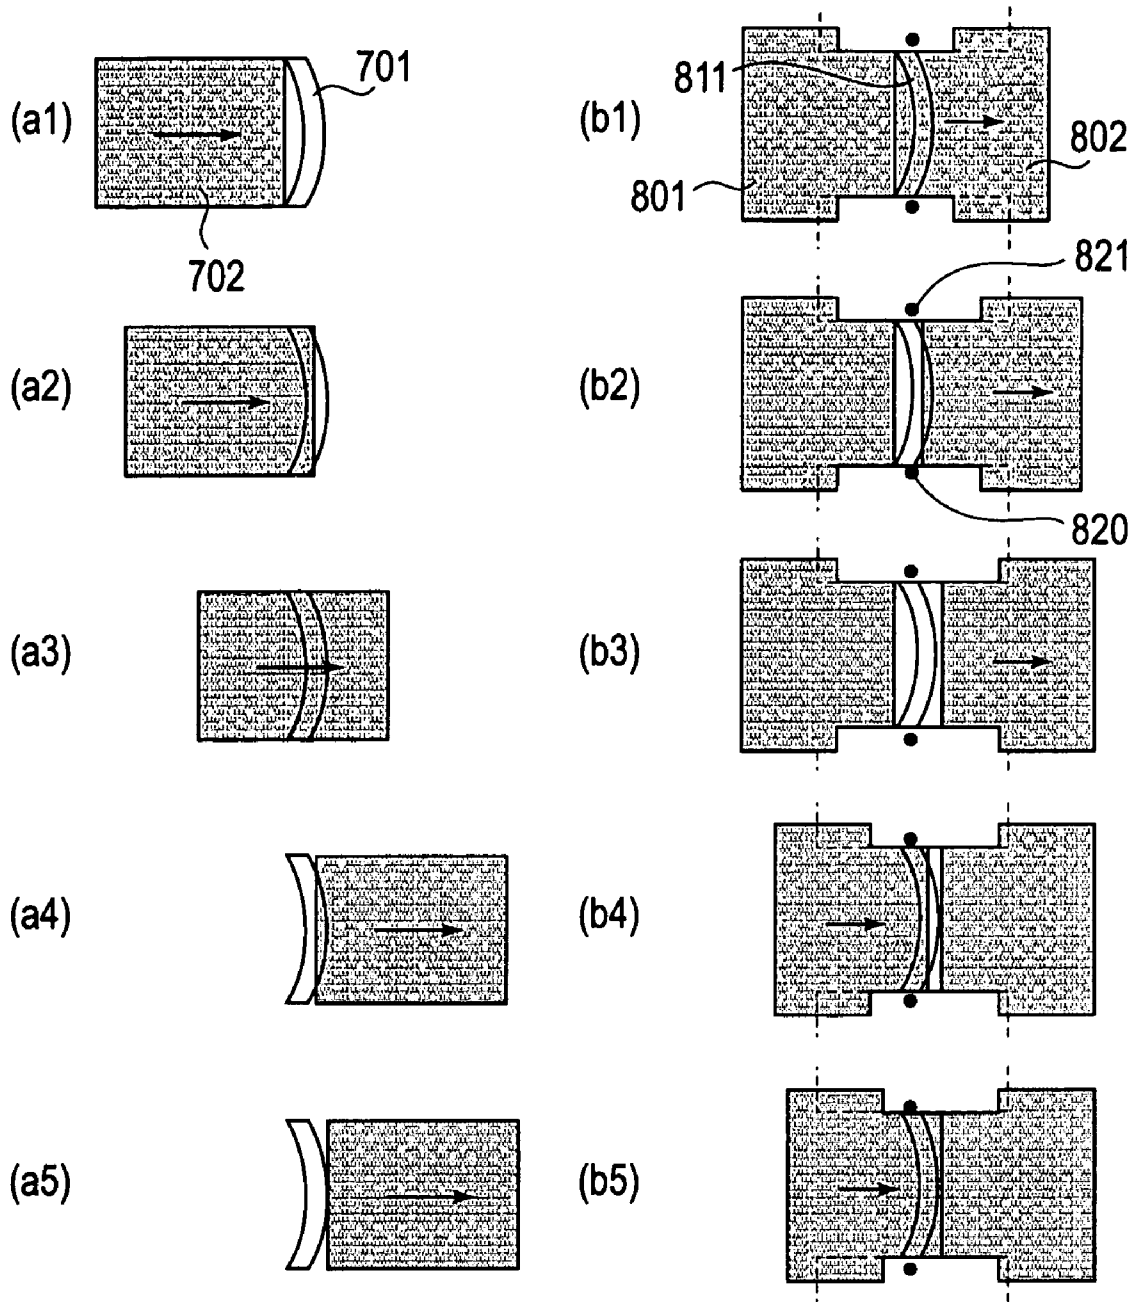 (a1)
701
702
(b1)
811
801
802
(a2)
(b2)
821
820
(a3)
(b3)
(a4)
(b4)
(a5)
(b5)